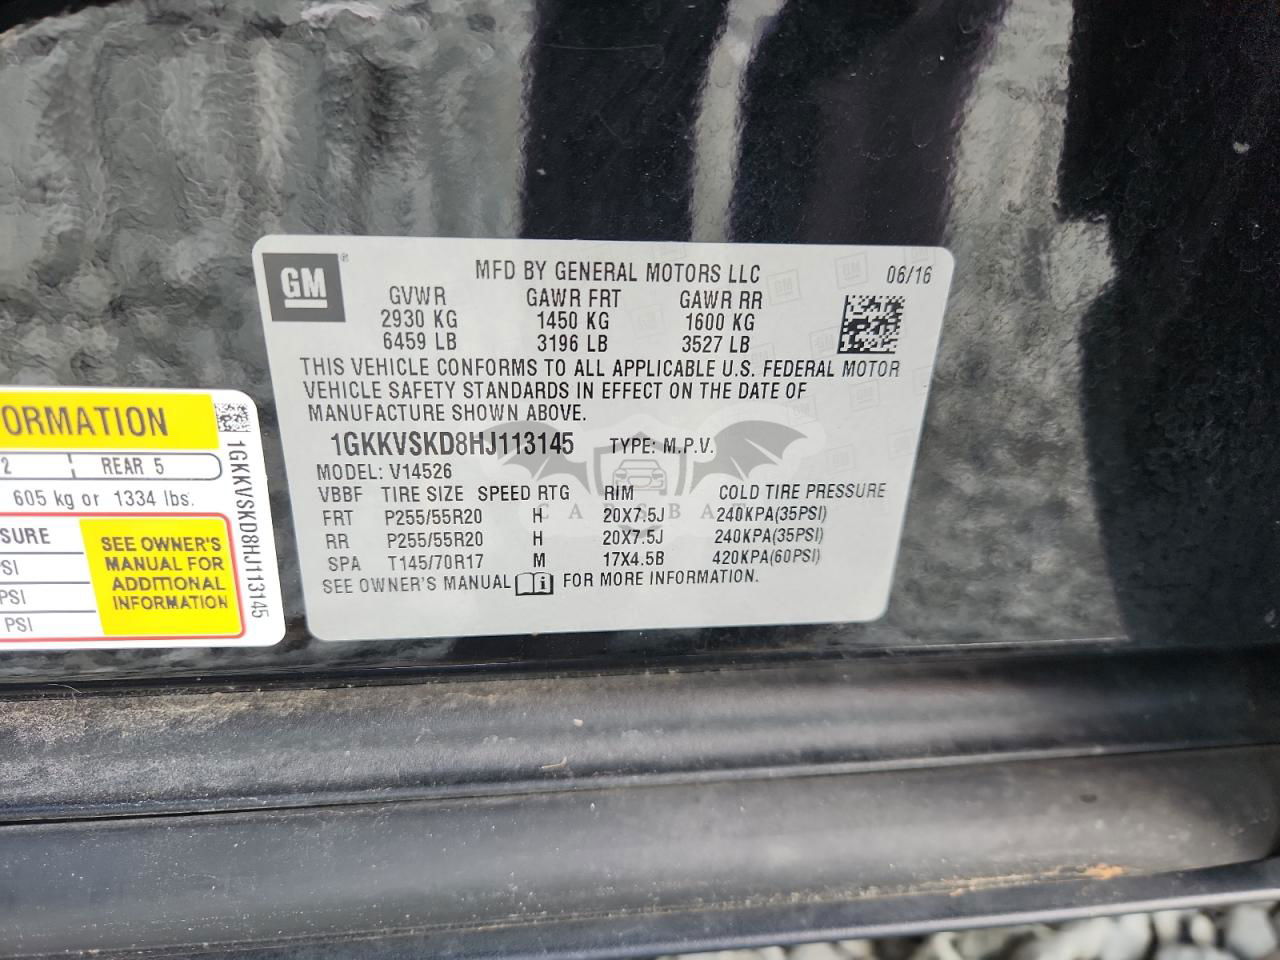 GM
MFD BY GENERAL MOTORS LLC
06/16
GVWR GAWR FRT GAWR RR
2930 KG 1450 KG 1600 KG
6459 LB 3196 LB 3527 LB
THIS VEHICLE CONFORMS TO ALL APPLICABLE U.S. FEDERAL MOTOR
VEHICLE SAFETY STANDARDS IN EFFECT ON THE DATE OF
MANUFACTURE SHOWN ABOVE.
1GKKVSKD8HJ113145 TYPE: M.P.V.
MODEL: V14526
VBBF TIRE SIZE SPEED RTG RIM COLD TIRE PRESSURE
FRT P255/55R20 H 20X7.5J 240KPA(35PSI)
RR P255/55R20 H 20X7.5J 240KPA(35PSI)
SPA T145/70R17 M 17X4.5B 420KPA(60PSI)
SEE OWNER'S MANUAL i FOR MORE INFORMATION.
ORMATION
2 REAR 5
605 kg or 1334 lbs.
SURE
PSI
PSI
PSI
SEE OWNER'S
MANUAL FOR
ADDITIONAL
INFORMATION
1GKKVSKD8HJ113145